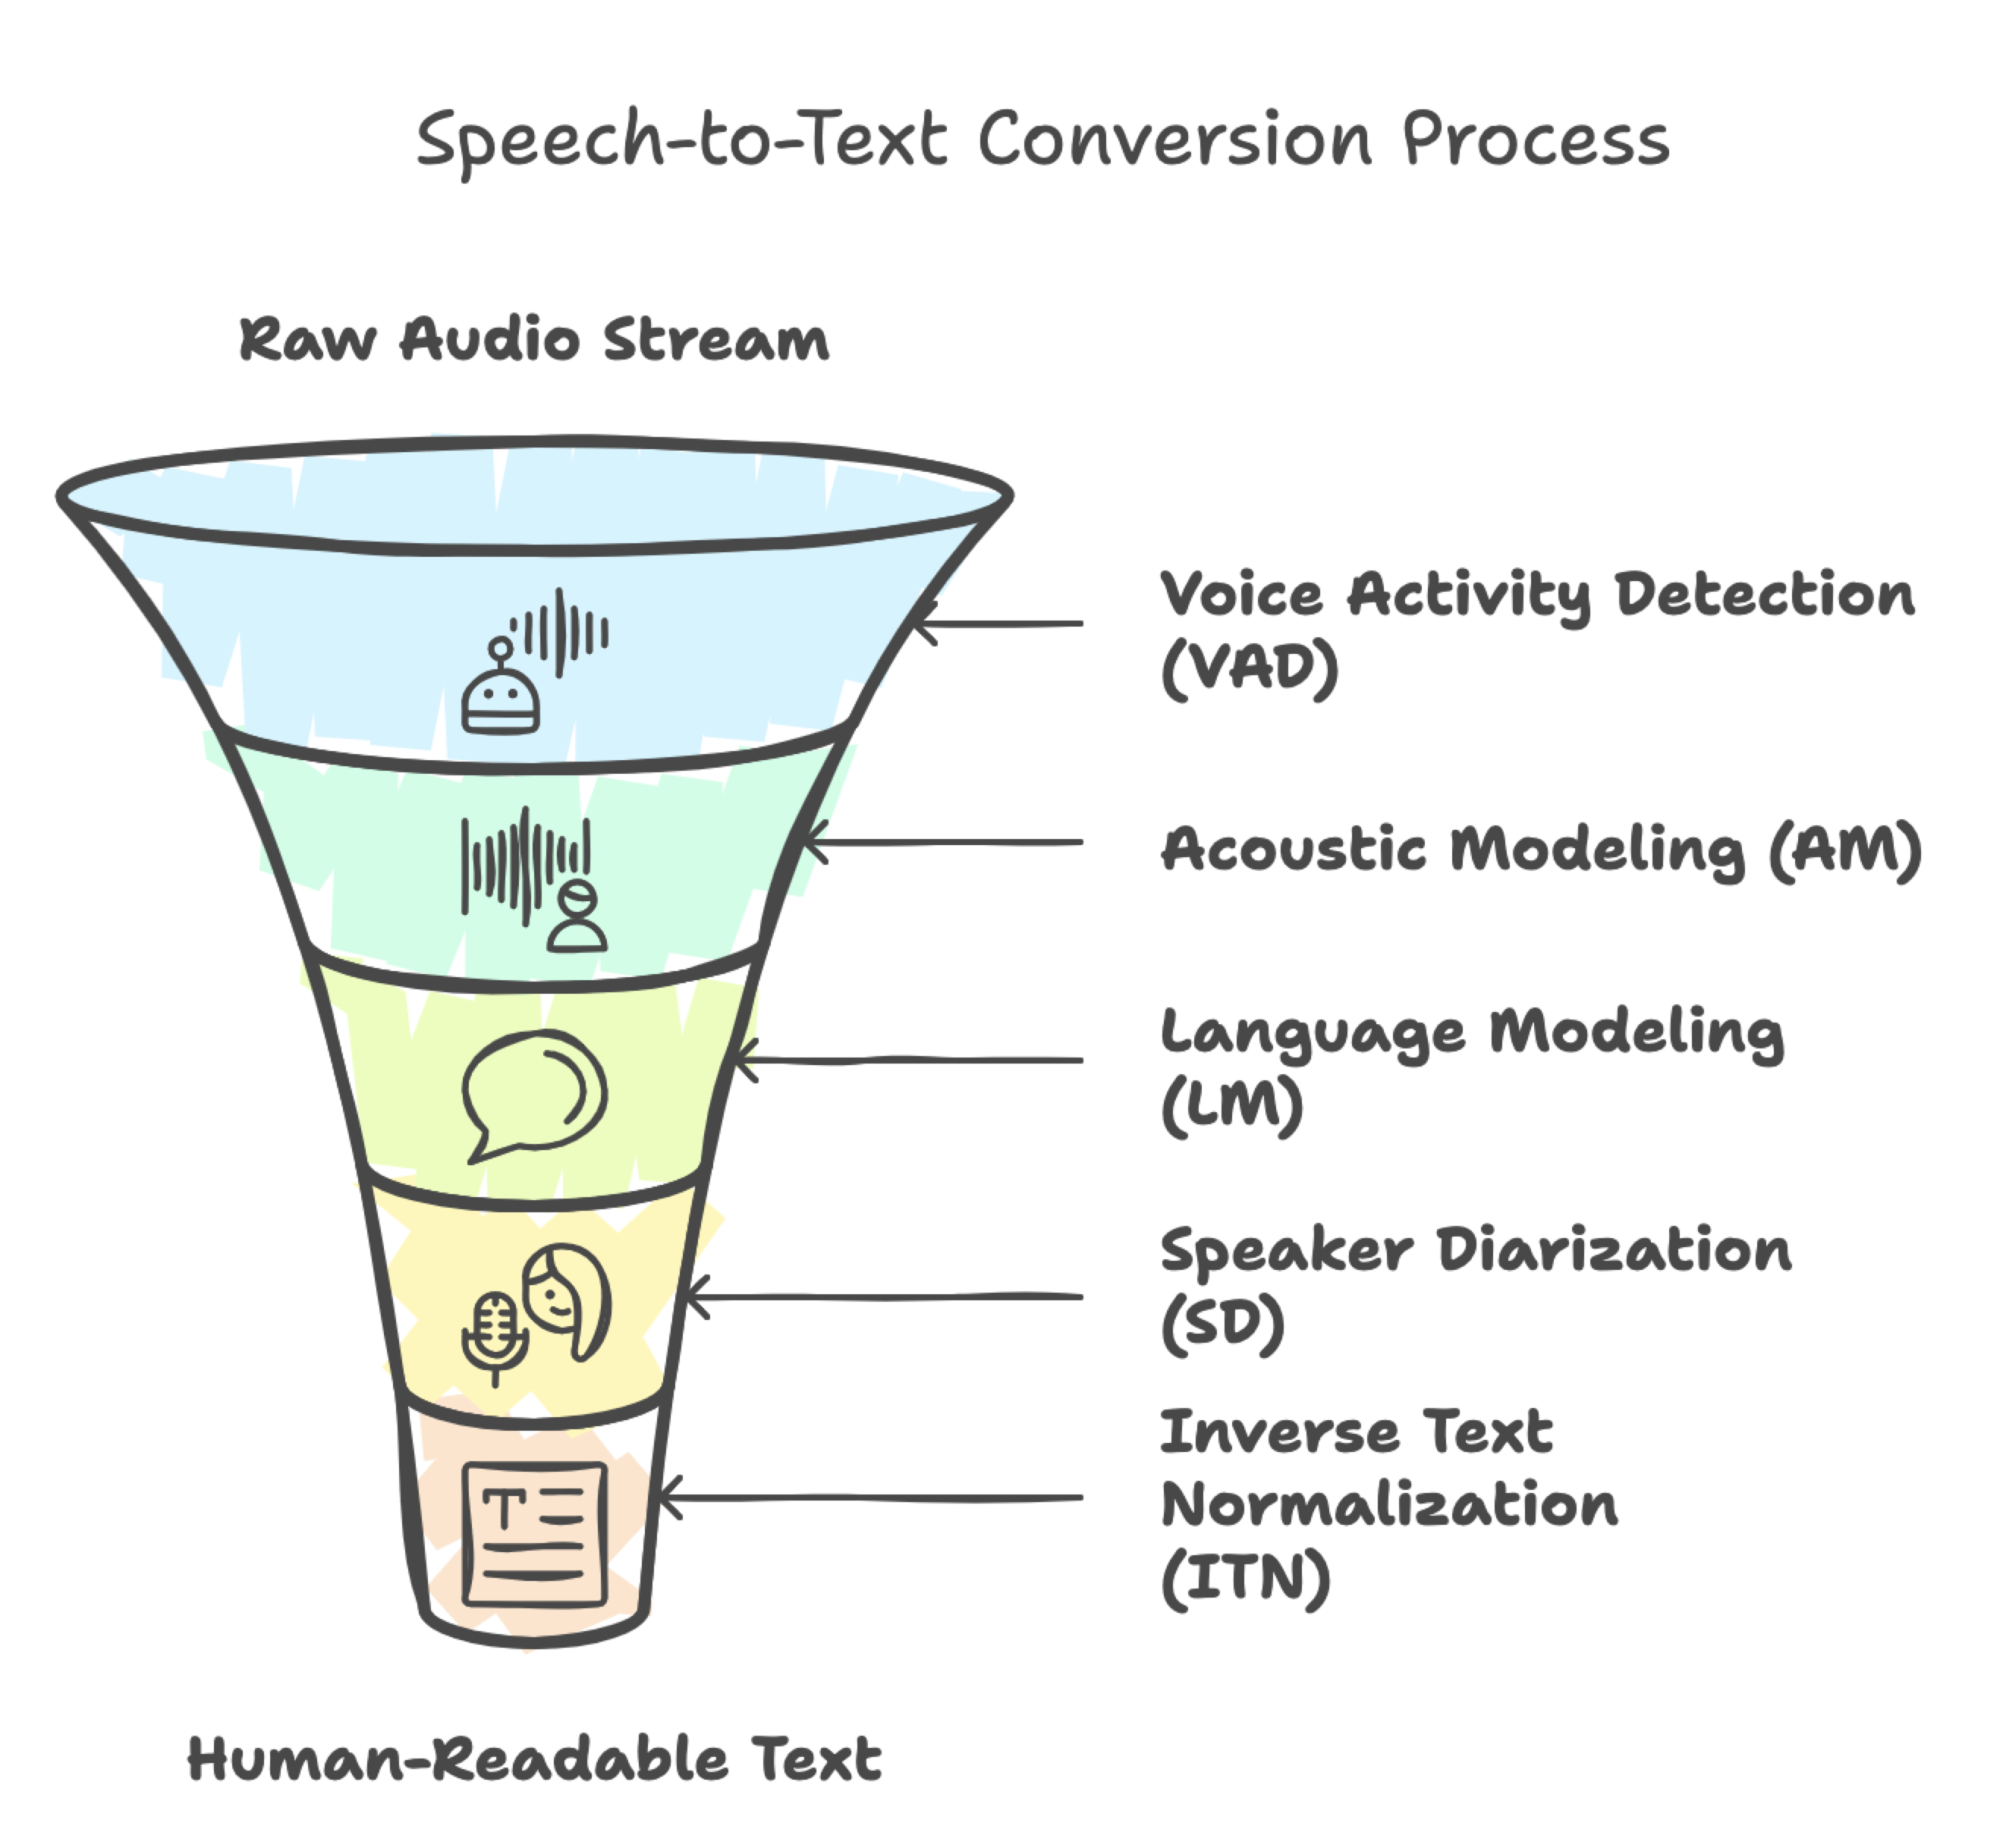 Speech-to-Text Conversion Process
Raw Audio Stream
Voice Activity Detection
(VAD)
Acoustic Modeling (AM)
Language Modeling
(LM)
Speaker Diarization
(SD)
Inverse Text
Normalization
(ITN)
T
Human-Readable Text